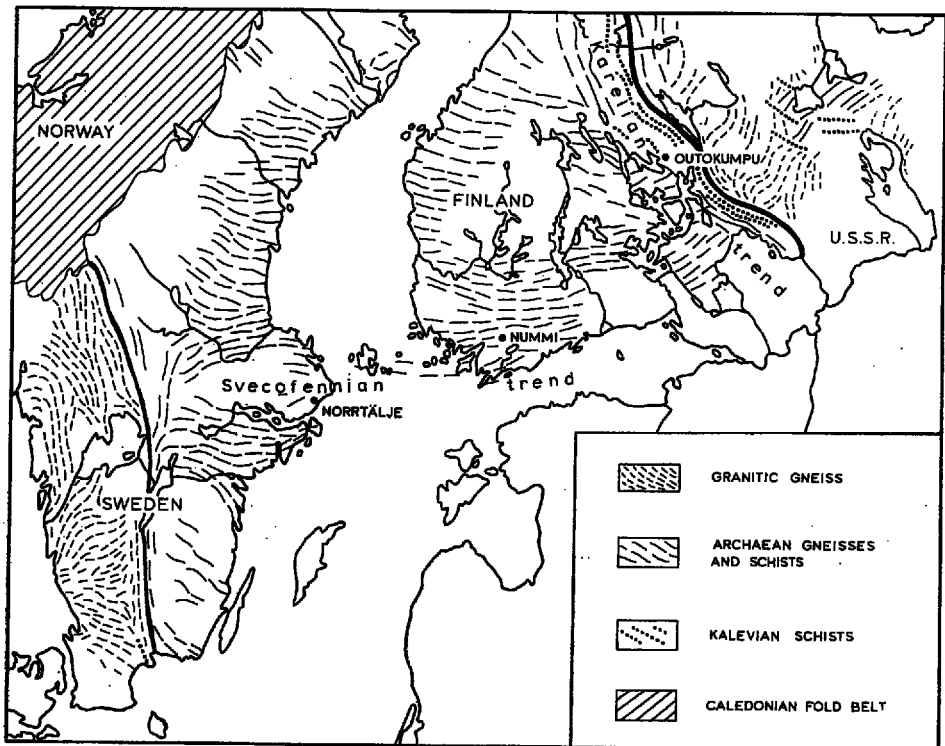 NORWAY
Karelian
OUTOKUMPU
FINLAND
U.S.S.R.
trend
NUMMI
Svecofennian
trend
NORRTÄLJE
SWEDEN
GRANITIC GNEISS
ARCHAEAN GNEISSES
AND SCHISTS
KALEVIAN SCHISTS
CALEDONIAN FOLD BELT